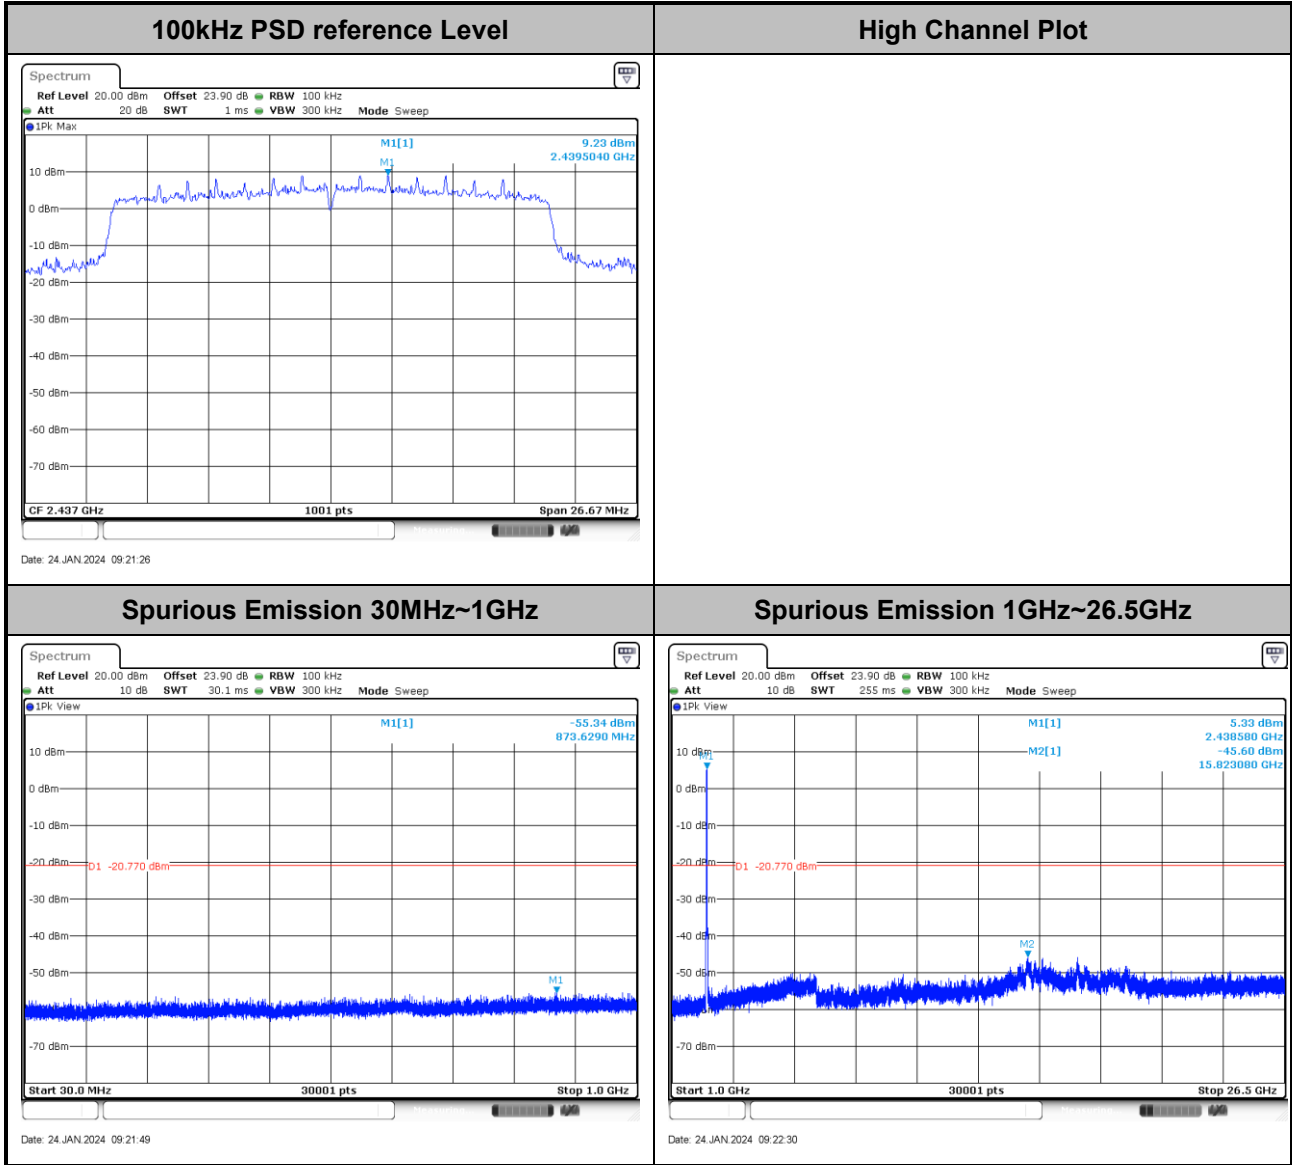 100kHz PSD reference Level
High Channel Plot
Spectrum
Ref Level 20.00 dBm Offset 23.90 dB RBW 100 kHz
Att 20 dB SWT 1 ms VBW 300 kHz Mode Sweep
1Pk Max
M1[1] 9.23 dBm
2.4395040 GHz
M1
10 dBm
0 dBm
-10 dBm
-20 dBm
-30 dBm
-40 dBm
-50 dBm
-60 dBm
-70 dBm
CF 2.437 GHz 1001 pts Span 26.67 MHz
Date: 24.JAN.2024 09:21:26
Spurious Emission 30MHz~1GHz
Spurious Emission 1GHz~26.5GHz
Spectrum
Ref Level 20.00 dBm Offset 23.90 dB RBW 100 kHz
Att 10 dB SWT 30.1 ms VBW 300 kHz Mode Sweep
1Pk View
M1[1] -55.34 dBm
873.6290 MHz
10 dBm
0 dBm
-10 dBm
-20 dBm
D1 -20.770 dBm
-30 dBm
-40 dBm
-50 dBm
M1
-70 dBm
Start 30.0 MHz 30001 pts Stop 1.0 GHz
Date: 24.JAN.2024 09:21:49
Spectrum
Ref Level 20.00 dBm Offset 23.90 dB RBW 100 kHz
Att 10 dB SWT 255 ms VBW 300 kHz Mode Sweep
1Pk View
M1[1] 5.33 dBm
2.438580 GHz
10 dBm M2[1] -45.60 dBm
M1 15.823080 GHz
0 dBm
-10 dBm
-20 dBm
D1 -20.770 dBm
-30 dBm
-40 dBm
M2
-50 dBm
-70 dBm
Start 1.0 GHz 30001 pts Stop 26.5 GHz
Date: 24.JAN.2024 09:22:30